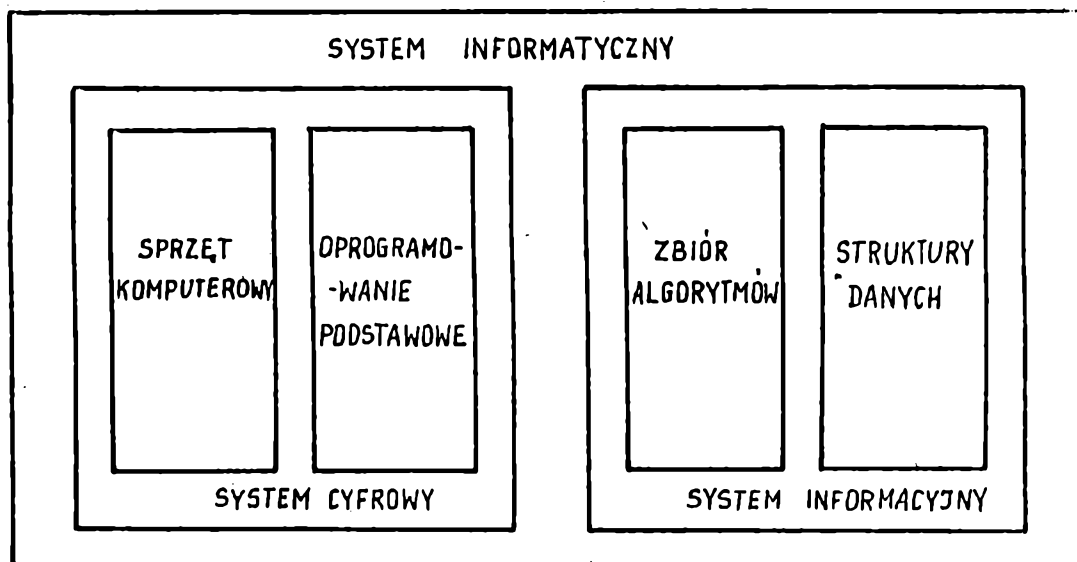 SYSTEM INFORMATYCZNY
SPRZĘT
KOMPUTEROWY
OPROGRAMO-
-WANIE
PODSTAWOWE
SYSTEM CYFROWY
ZBIÓR
ALGORYTMÓW
STRUKTURY
DANYCH
SYSTEM INFORMACYJNY